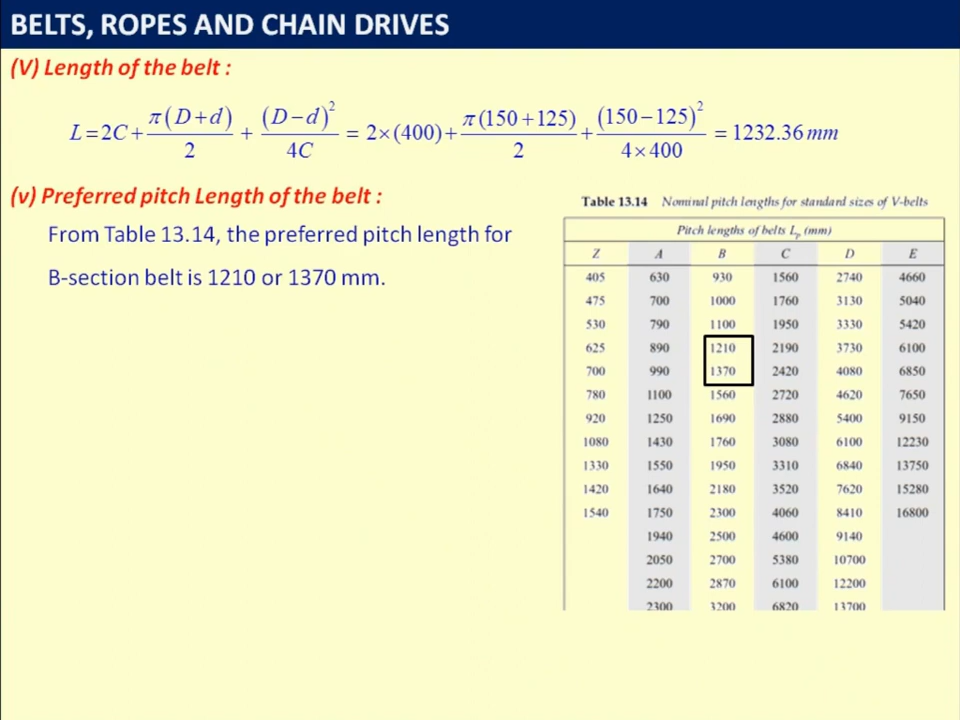 BELTS, ROPES AND CHAIN DRIVES
(V) Length of the belt :
L=2C+ π(D+d)/2 + (D−d)²/4C = 2×(400)+ π(150+125)/2 + (150−125)²/4×400 = 1232.36 mm
(v) Preferred pitch Length of the belt :
From Table 13.14, the preferred pitch length for
B-section belt is 1210 or 1370 mm.
Table 13.14 Nominal pitch lengths for standard sizes of V-belts
Pitch lengths of belts Lp (mm)
Z A B C D E
405 630 930 1560 2740 4660
475 700 1000 1760 3130 5040
530 790 1100 1950 3330 5420
625 890 1210 2190 3730 6100
700 990 1370 2420 4080 6850
780 1100 1560 2720 4620 7650
920 1250 1690 2880 5400 9150
1080 1430 1760 3080 6100 12230
1330 1550 1950 3310 6840 13750
1420 1640 2180 3520 7620 15280
1540 1750 2300 4060 8410 16800
1940 2500 4600 9140
2050 2700 5380 10700
2200 2870 6100 12200
2300 3200 6820 13700